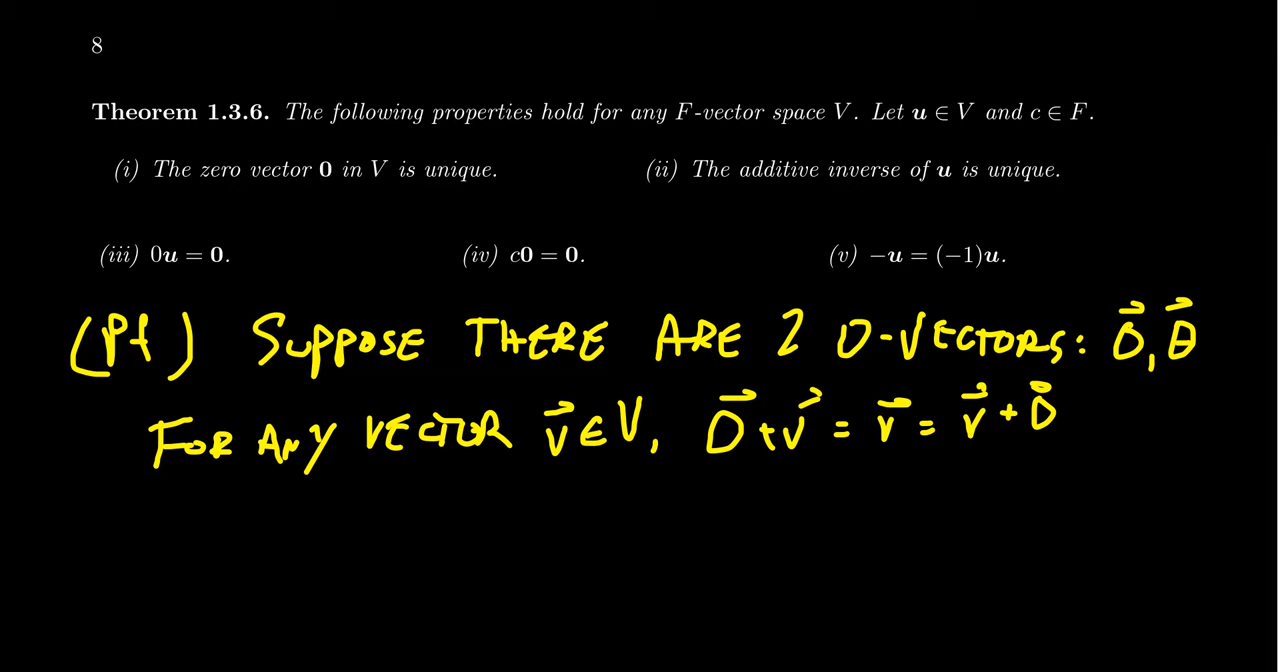 8
Theorem 1.3.6. The following properties hold for any F-vector space V. Let u ∈ V and c ∈ F.
(i) The zero vector 0 in V is unique. (ii) The additive inverse of u is unique.
(iii) 0u = 0. (iv) c0 = 0. (v) −u = (−1)u.
(Pf) SUPPOSE THERE ARE 2 0-VECTORS: 0⃗, θ⃗
FOR ANY VECTOR v⃗ ∈ V, 0⃗ + v⃗ = v⃗ = v⃗ + 0⃗